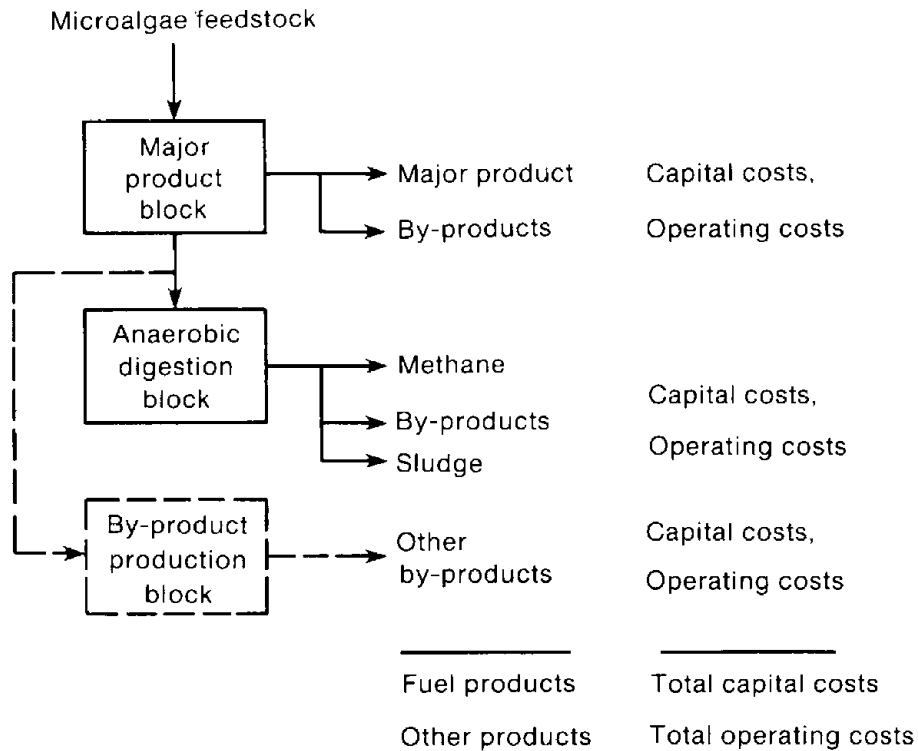 Microalgae feedstock
Major
product
block
Major product
Capital costs,
By-products
Operating costs
Anaerobic
digestion
block
Methane
By-products
Sludge
Capital costs,
Operating costs
By-product
production
block
Other
by-products
Capital costs,
Operating costs
Fuel products
Total capital costs
Other products
Total operating costs